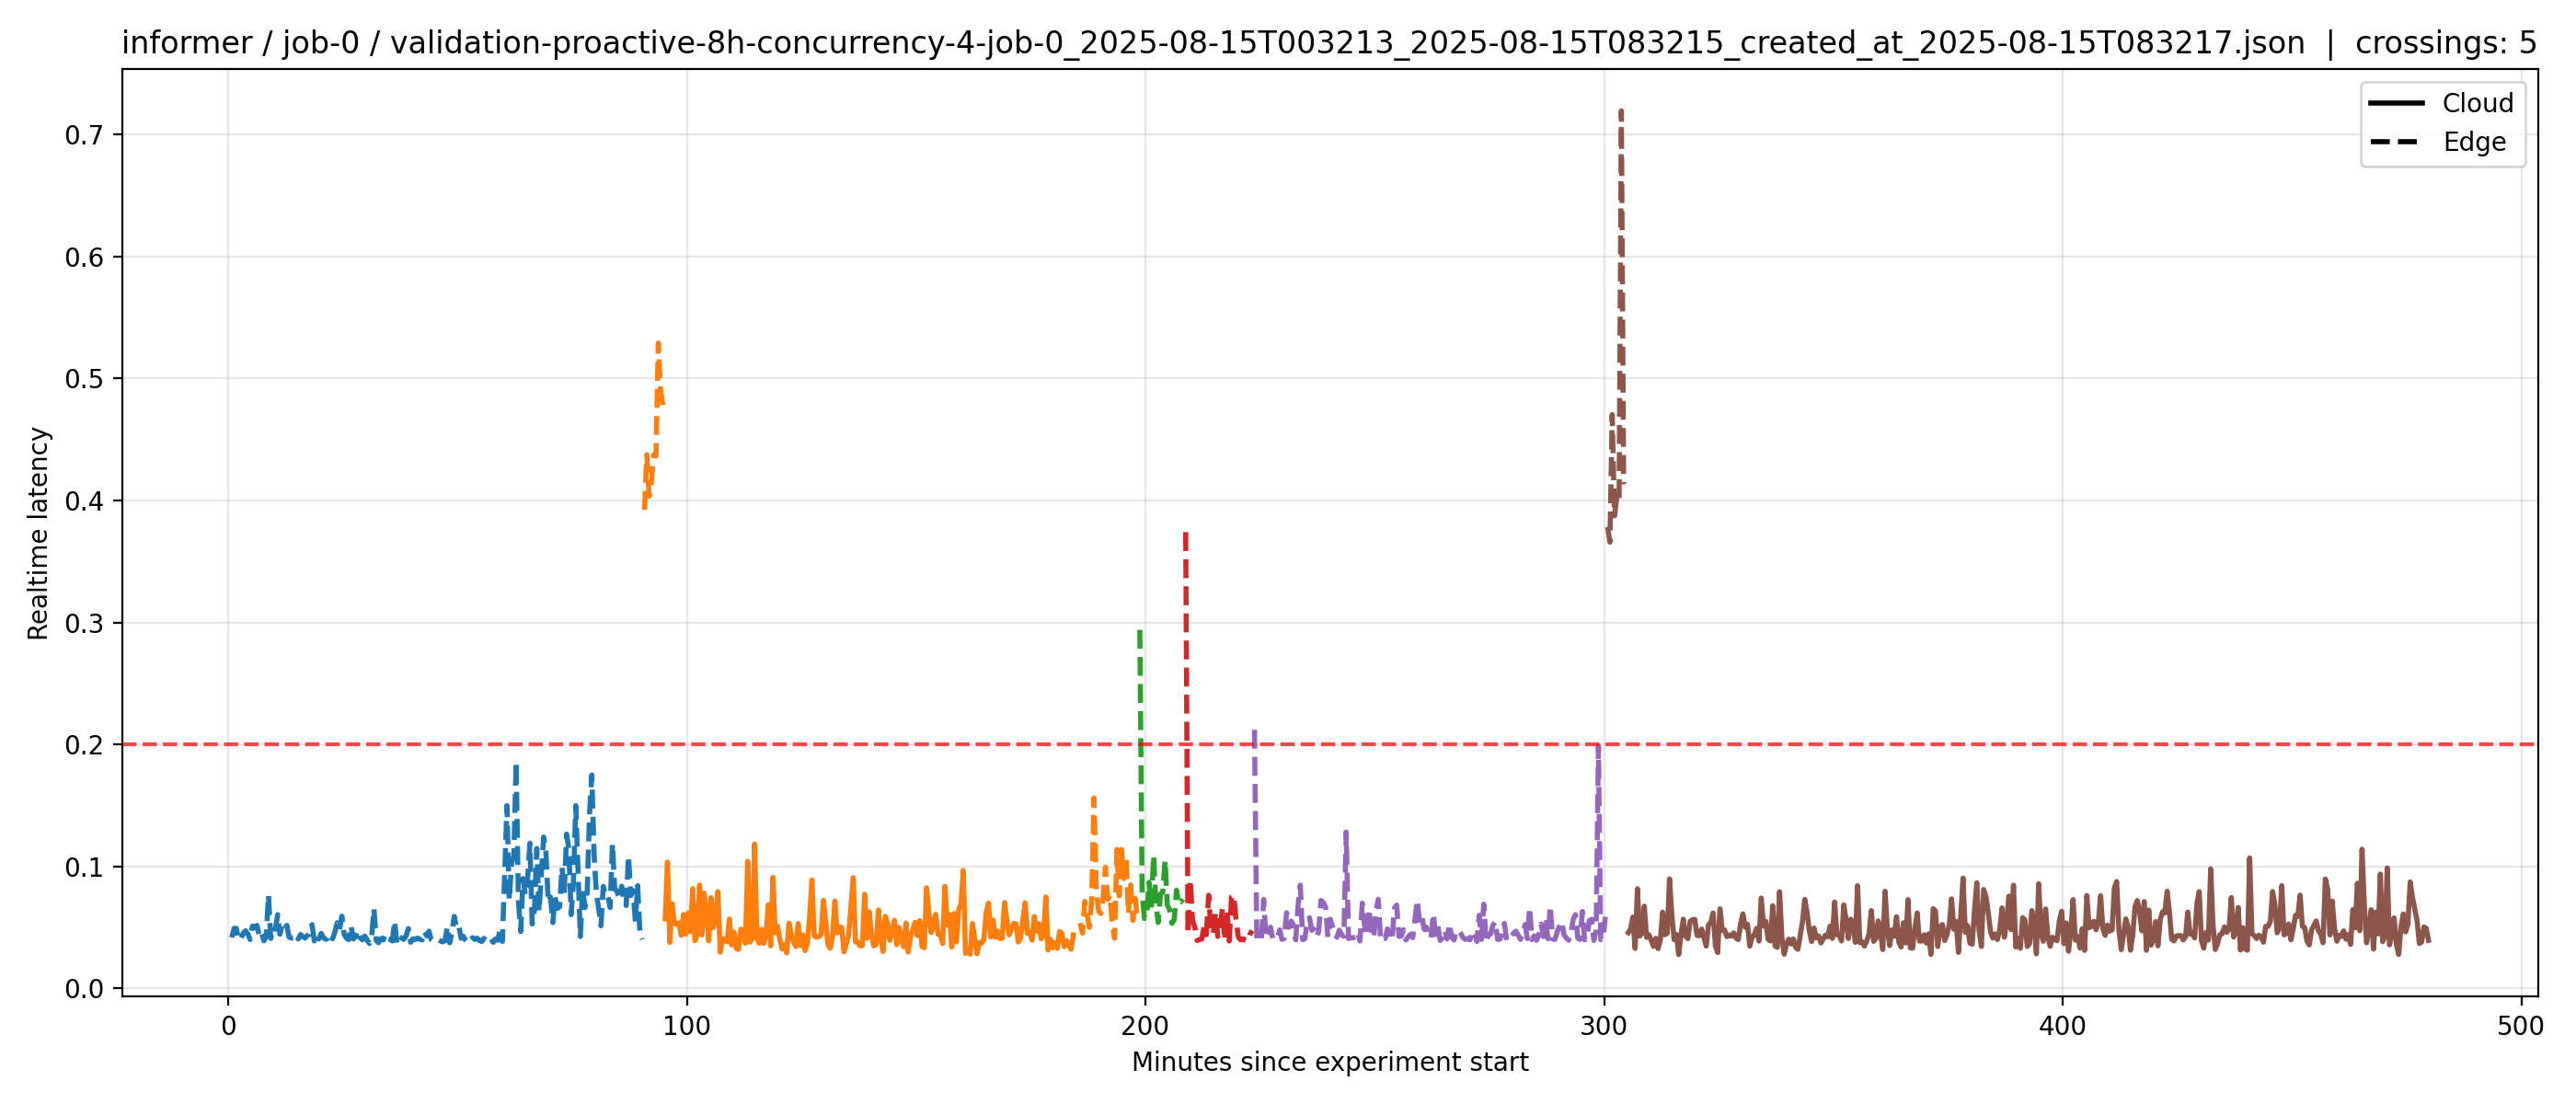 informer / job-0 / validation-proactive-8h-concurrency-4-job-0_2025-08-15T003213_2025-08-15T083215_created_at_2025-08-15T083217.json | crossings: 5
Cloud
Edge
Realtime latency
0.7
0.6
0.5
0.4
0.3
0.2
0.1
0.0
0
100
200
300
400
500
Minutes since experiment start